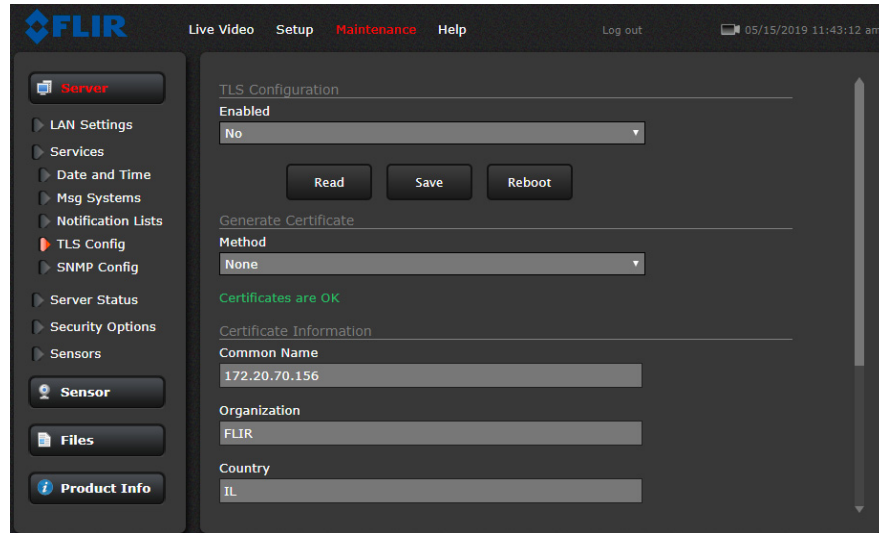 FLIR
Live Video Setup Maintenance Help Log out 05/15/2019 11:43:12 am
Server
LAN Settings
Services
Date and Time
Msg Systems
Notification Lists
TLS Config
SNMP Config
Server Status
Security Options
Sensors
Sensor
Files
Product Info
TLS Configuration
Enabled
No
Read Save Reboot
Generate Certificate
Method
None
Certificates are OK
Certificate Information
Common Name
172.20.70.156
Organization
FLIR
Country
IL